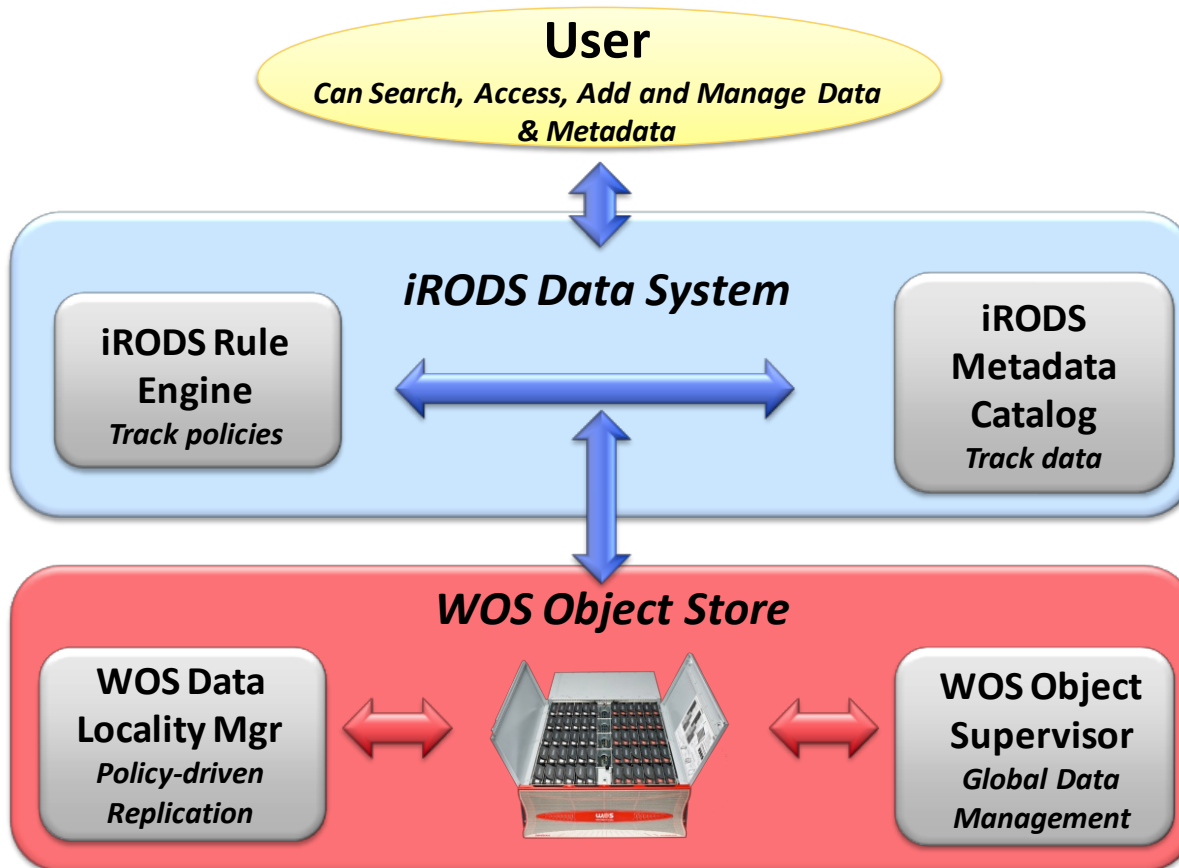 User
Can Search, Access, Add and Manage Data
& Metadata
iRODS Data System
iRODS Rule
Engine
Track policies
iRODS
Metadata
Catalog
Track data
WOS Object Store
WOS Data
Locality Mgr
Policy-driven
Replication
WOS
WOS Object
Supervisor
Global Data
Management